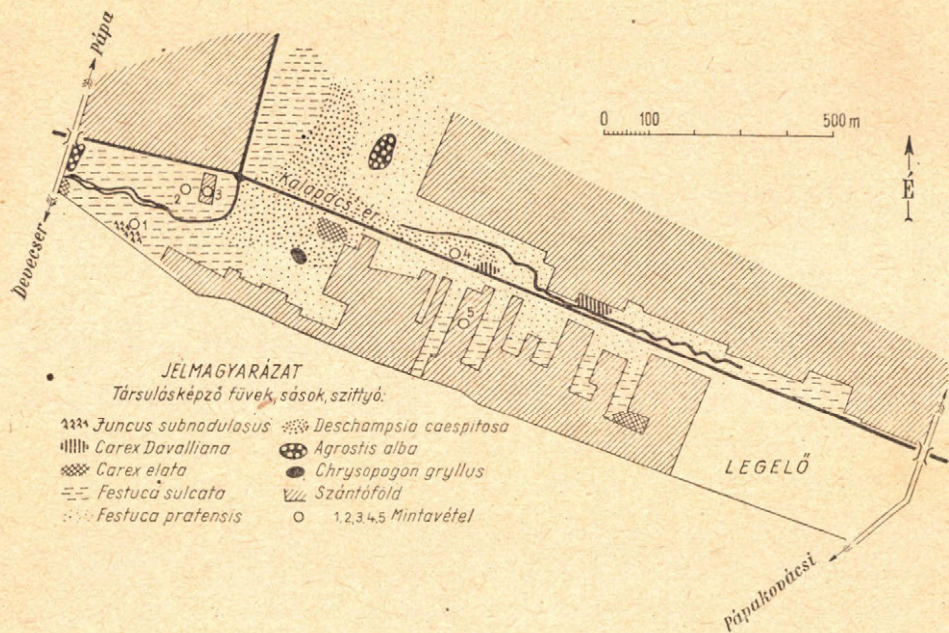 Pápa
0 100 500 m
É
Kalapács-ér
2 3
1
4
5
Devecser
JELMAGYARÁZAT
Társulásképző füvek, sások, szittyó:
Juncus subnodulosus
Carex Davalliana
Carex elata
Festuca sulcata
Festuca pratensis
Deschampsia caespitosa
Agrostis alba
Chrysopogon gryllus
Szántóföld
1,2,3,4,5 Mintavétel
LEGELŐ
Pápakovácsi